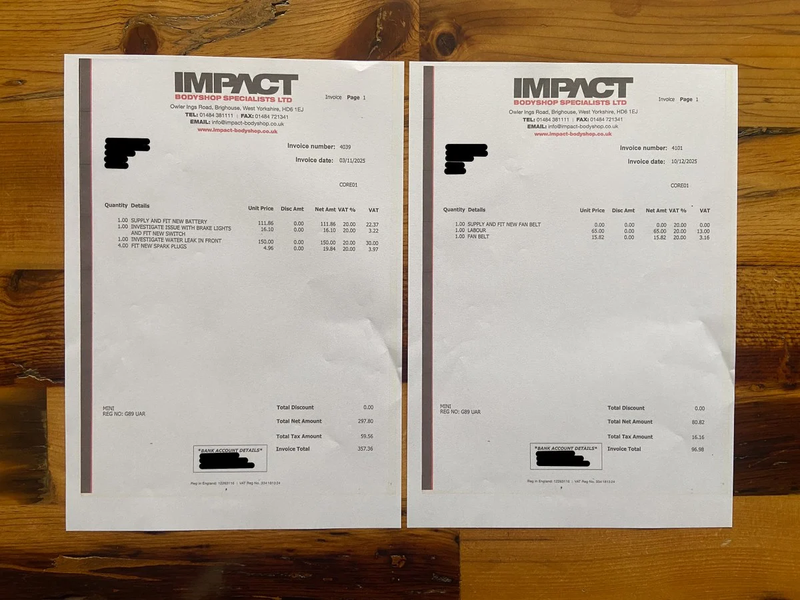 IMPACT
BODYSHOP SPECIALISTS LTD
Owler Ings Road, Brighouse, West Yorkshire, HD6 1EJ
TEL: 01484 381111 | FAX: 01484 721341
EMAIL: info@impact-bodyshop.co.uk
www.impact-bodyshop.co.uk
Invoice Page 1
Invoice number: 4039
Invoice date: 03/11/2025
CORE01
Quantity Details Unit Price Disc Amt Net Amt VAT % VAT
1.00 SUPPLY AND FIT NEW BATTERY 111.86 0.00 111.86 20.00 22.37
1.00 INVESTIGATE ISSUE WITH BRAKE LIGHTS 16.10 0.00 16.10 20.00 3.22
AND FIT NEW SWITCH
1.00 INVESTIGATE WATER LEAK IN FRONT 150.00 0.00 150.00 20.00 30.00
4.00 FIT NEW SPARK PLUGS 4.96 0.00 19.84 20.00 3.97
MINI
REG NO: G89 UAR
Total Discount 0.00
Total Net Amount 297.80
Total Tax Amount 59.56
Invoice Total 357.36
*BANK ACCOUNT DETAILS*
Reg in England: | VAT Reg No.
IMPACT
BODYSHOP SPECIALISTS LTD
Owler Ings Road, Brighouse, West Yorkshire, HD6 1EJ
TEL: 01484 381111 | FAX: 01484 721341
EMAIL: info@impact-bodyshop.co.uk
www.impact-bodyshop.co.uk
Invoice Page 1
Invoice number: 4101
Invoice date: 10/12/2025
CORE01
Quantity Details Unit Price Disc Amt Net Amt VAT % VAT
1.00 SUPPLY AND FIT NEW FAN BELT 0.00 0.00 0.00 20.00 0.00
1.00 LABOUR 65.00 0.00 65.00 20.00 13.00
1.00 FAN BELT 15.82 0.00 15.82 20.00 3.16
MINI
REG NO: G89 UAR
Total Discount 0.00
Total Net Amount 80.82
Total Tax Amount 16.16
Invoice Total 96.98
*BANK ACCOUNT DETAILS*
Reg in England: | VAT Reg No.